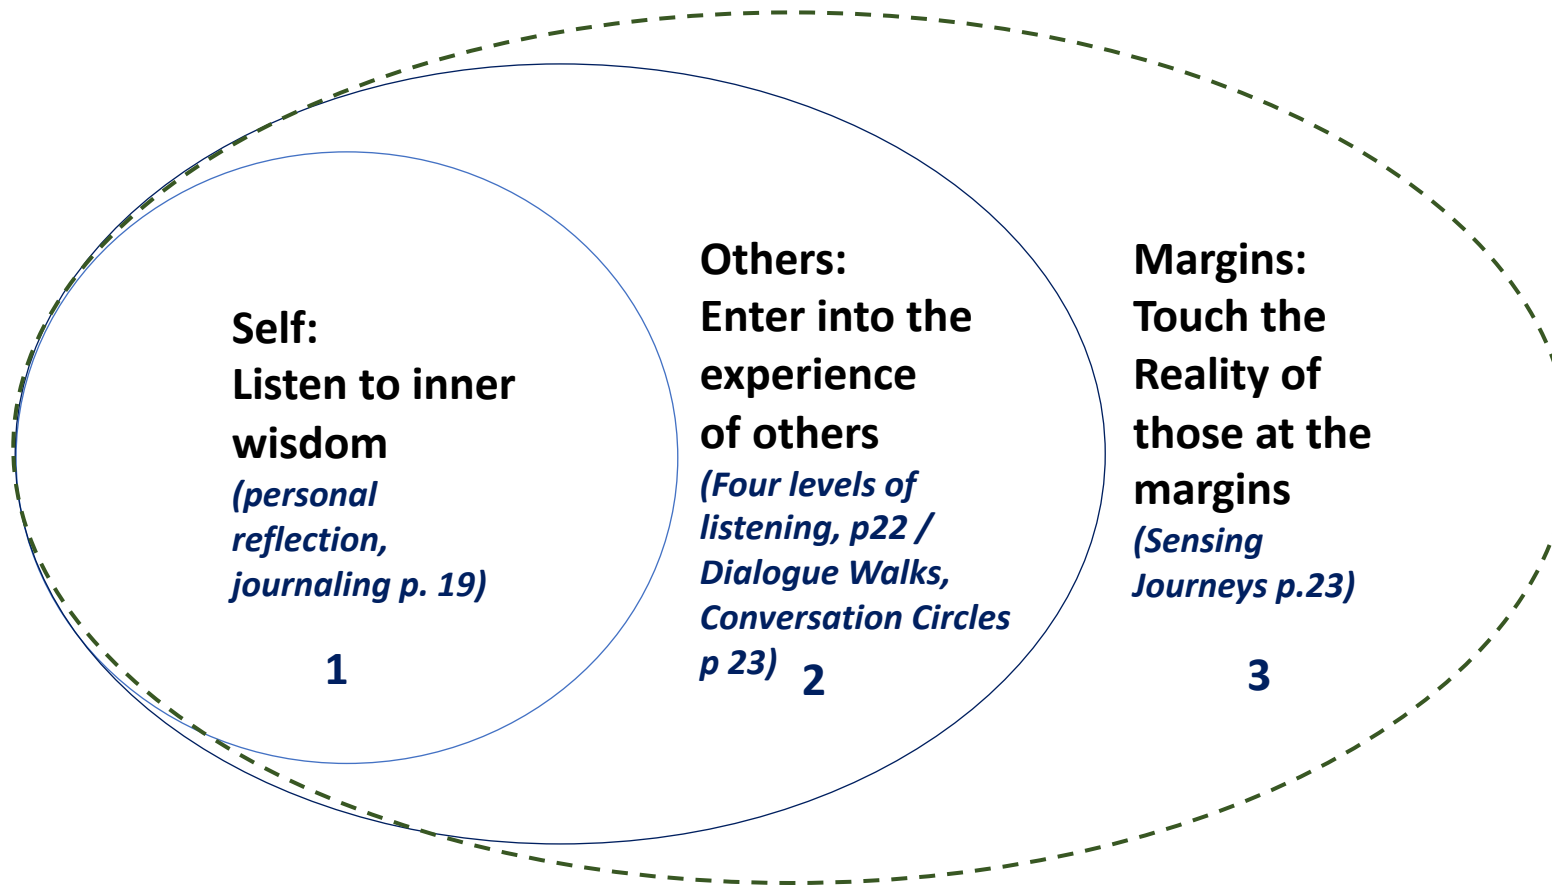 Self:
Listen to inner
wisdom
(personal
reflection,
journaling p. 19)
1
Others:
Enter into the
experience
of others
(Four levels of
listening, p22 /
Dialogue Walks,
Conversation Circles
p 23)
2
Margins:
Touch the
Reality of
those at the
margins
(Sensing
Journeys p.23)
3